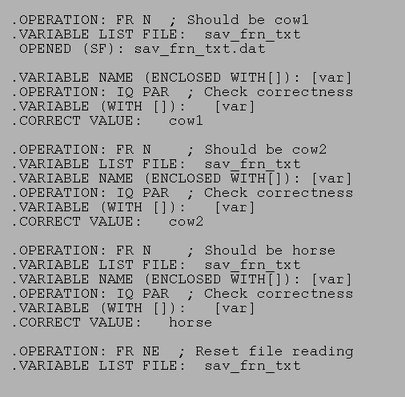 .OPERATION: FR N  ; Should be cow1
.VARIABLE LIST FILE:  sav_frn_txt
 OPENED (SF): sav_frn_txt.dat

.VARIABLE NAME (ENCLOSED WITH[]): [var]
.OPERATION: IQ PAR  ; Check correctness
.VARIABLE (WITH []):   [var]
.CORRECT VALUE:   cow1

.OPERATION: FR N    ; Should be cow2
.VARIABLE LIST FILE:  sav_frn_txt
.VARIABLE NAME (ENCLOSED WITH[]): [var]
.OPERATION: IQ PAR  ; Check correctness
.VARIABLE (WITH []):   [var]
.CORRECT VALUE:   cow2

.OPERATION: FR N    ; Should be horse
.VARIABLE LIST FILE:  sav_frn_txt
.VARIABLE NAME (ENCLOSED WITH[]): [var]
.OPERATION: IQ PAR  ; Check correctness
.VARIABLE (WITH []):   [var]
.CORRECT VALUE:   horse

.OPERATION: FR NE  ; Reset file reading
.VARIABLE LIST FILE:  sav_frn_txt